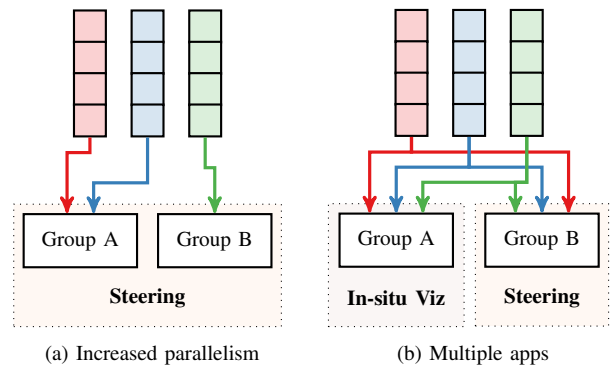 Group A
Group B
Steering
(a) Increased parallelism
Group A
Group B
In-situ Viz
Steering
(b) Multiple apps